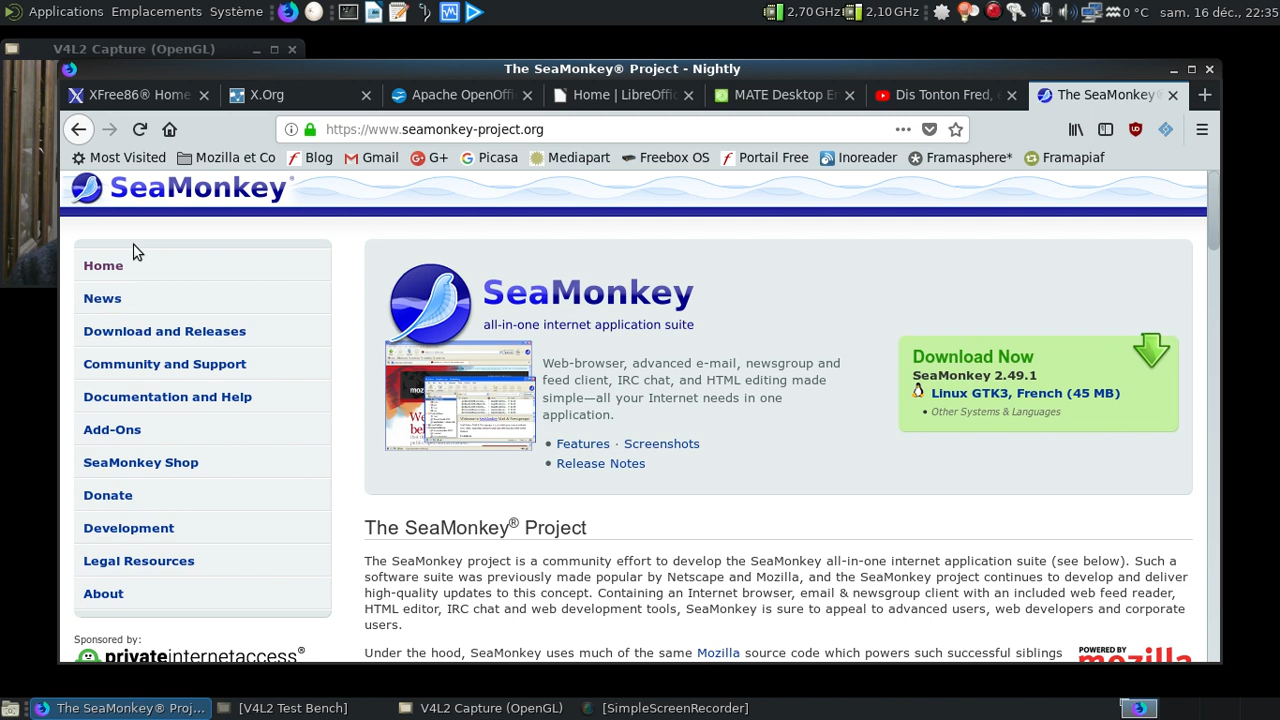 Applications Emplacements Système 2,70 GHz 2,10 GHz 0 °C sam. 16 déc., 22:35
V4L2 Capture (OpenGL)
The SeaMonkey® Project - Nightly
XFree86® Home X.Org Apache OpenOffi Home | LibreOffic MATE Desktop En Dis Tonton Fred, The SeaMonkey®
https://www.seamonkey-project.org
Most Visited Mozilla et Co Blog Gmail G+ Picasa Mediapart Freebox OS Portail Free Inoreader Framasphere* Framapiaf
SeaMonkey®
Home
News
Download and Releases
Community and Support
Documentation and Help
Add-Ons
SeaMonkey Shop
Donate
Development
Legal Resources
About
Sponsored by:
privateinternetaccess®
SeaMonkey
all-in-one internet application suite
Web-browser, advanced e-mail, newsgroup and
feed client, IRC chat, and HTML editing made
simple—all your Internet needs in one
application.
• Features · Screenshots
• Release Notes
Download Now
SeaMonkey 2.49.1
Linux GTK3, French (45 MB)
• Other Systems & Languages
The SeaMonkey® Project
The SeaMonkey project is a community effort to develop the SeaMonkey all-in-one internet application suite (see below). Such a
software suite was previously made popular by Netscape and Mozilla, and the SeaMonkey project continues to develop and deliver
high-quality updates to this concept. Containing an Internet browser, email & newsgroup client with an included web feed reader,
HTML editor, IRC chat and web development tools, SeaMonkey is sure to appeal to advanced users, web developers and corporate
users.
Under the hood, SeaMonkey uses much of the same Mozilla source code which powers such successful siblings
POWERED BY
mozilla
The SeaMonkey® Proj... [V4L2 Test Bench] V4L2 Capture (OpenGL) [SimpleScreenRecorder]